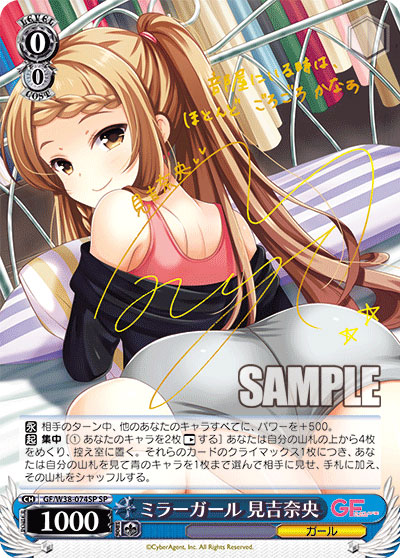 LEVEL
0
0
COST
部屋にいる時は、
ほとんど ごろごろ かなぁ
見吉奈央
SAMPLE
永 相手のターン中、他のあなたのキャラすべてに、パワーを+500。
起 集中 [① あなたのキャラを2枚 する] あなたは自分の山札の上から4枚
をめくり、控え室に置く。それらのカードのクライマックス1枚につき、あな
たは自分の山札を見て青のキャラを1枚まで選んで相手に見せ、手札に加え、
その山札をシャッフルする。
CH GF/W38-074SP SP
1000
ミラーガール 見吉奈央
GF
ガール
©CyberAgent, Inc. All Rights Reserved.